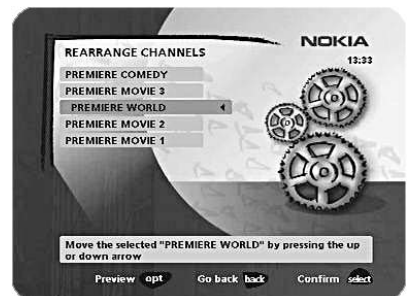 NOKIA
REARRANGE CHANNELS
13:33
PREMIERE COMEDY
PREMIERE MOVIE 3
PREMIERE WORLD
PREMIERE MOVIE 2
PREMIERE MOVIE 1
Move the selected "PREMIERE WORLD" by pressing the up
or down arrow
Preview opt Go back back Confirm select